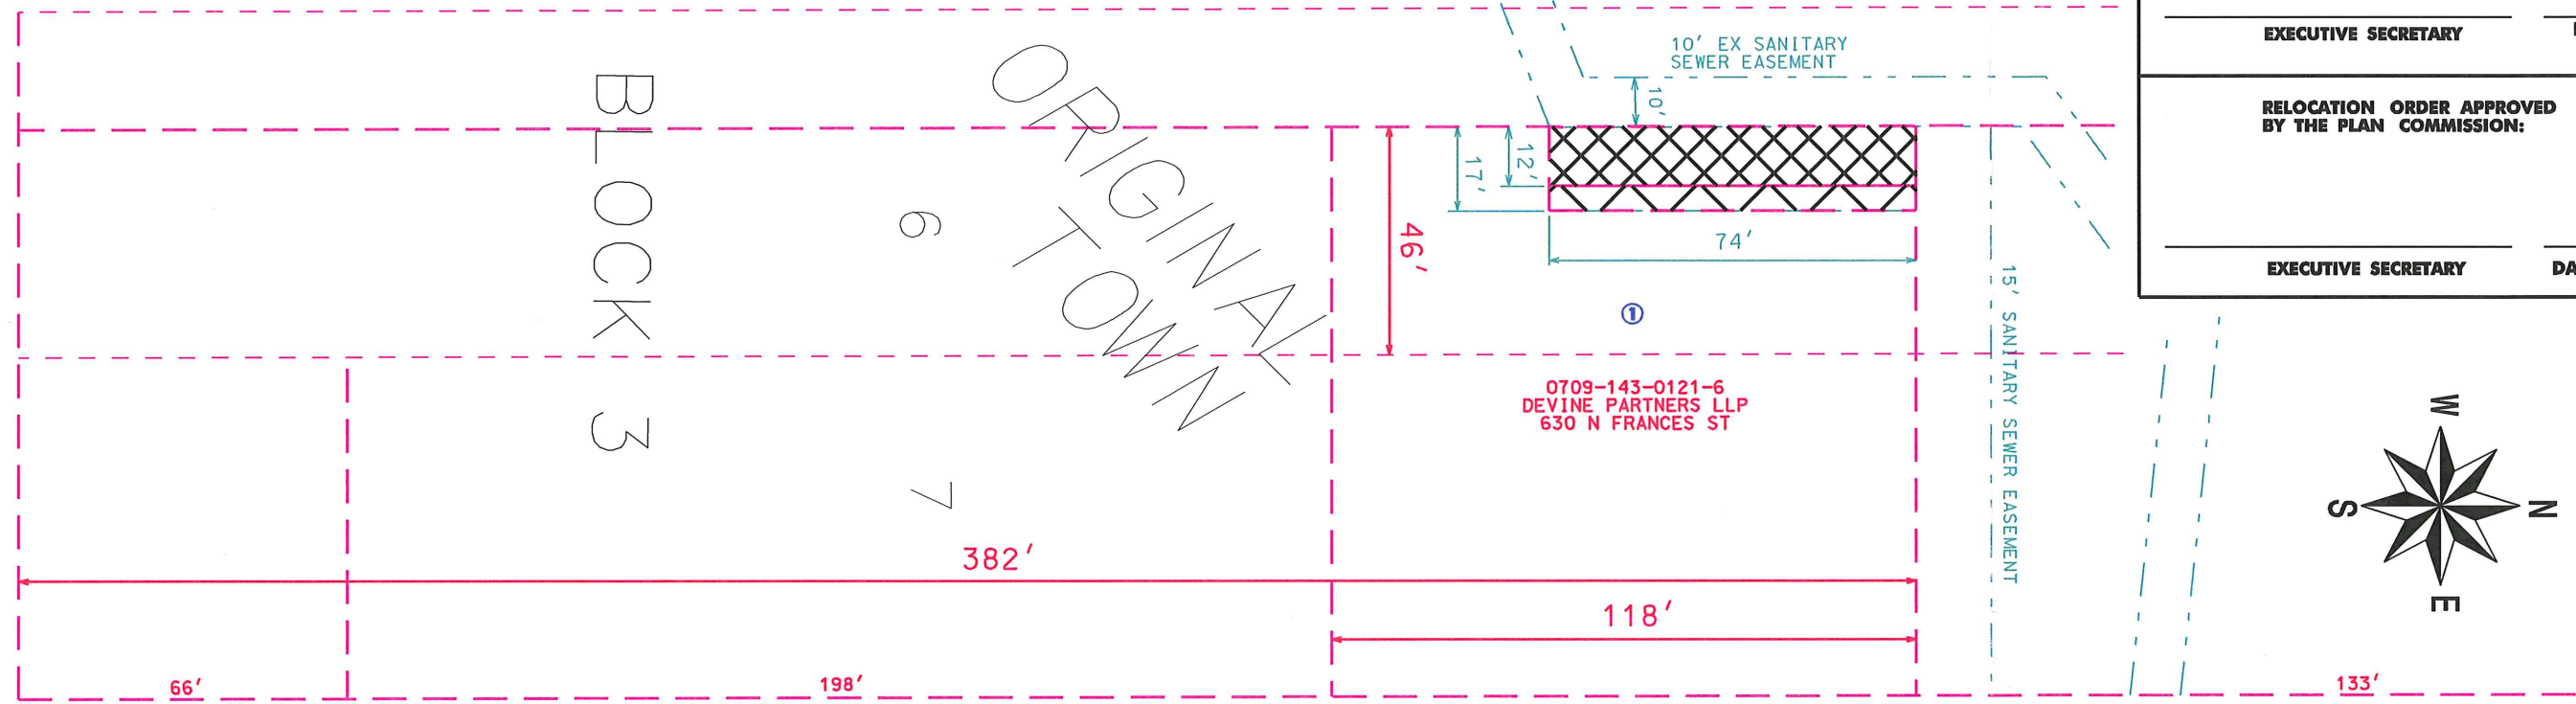 10' EX SANITARY
SEWER EASEMENT
10'
12'
17'
46'
74'
ORIGINAL
TOWN
BLOCK 3
6
7
①
0709-143-0121-6
DEVINE PARTNERS LLP
630 N FRANCES ST
15' SANITARY SEWER EASEMENT
382'
118'
66'
198'
133'
EXECUTIVE SECRETARY
RELOCATION ORDER APPROVED
BY THE PLAN COMMISSION:
EXECUTIVE SECRETARY
DA
W
N
S
E